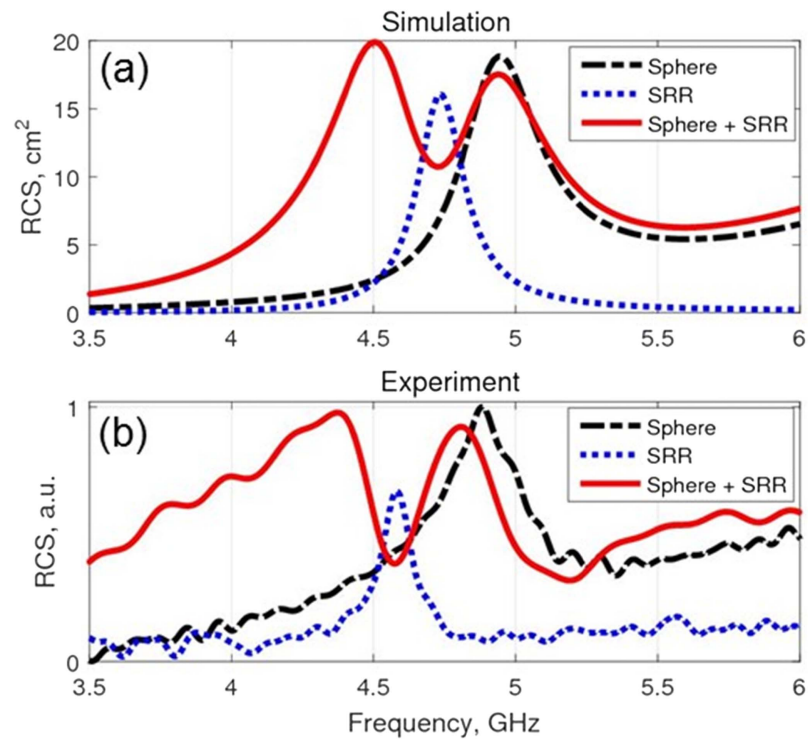 Simulation
(a)
RCS, cm²
20
15
10
5
0
Sphere
SRR
Sphere + SRR
3.5 4 4.5 5 5.5 6
Experiment
(b)
RCS, a.u.
1
0
Sphere
SRR
Sphere + SRR
3.5 4 4.5 5 5.5 6
Frequency, GHz